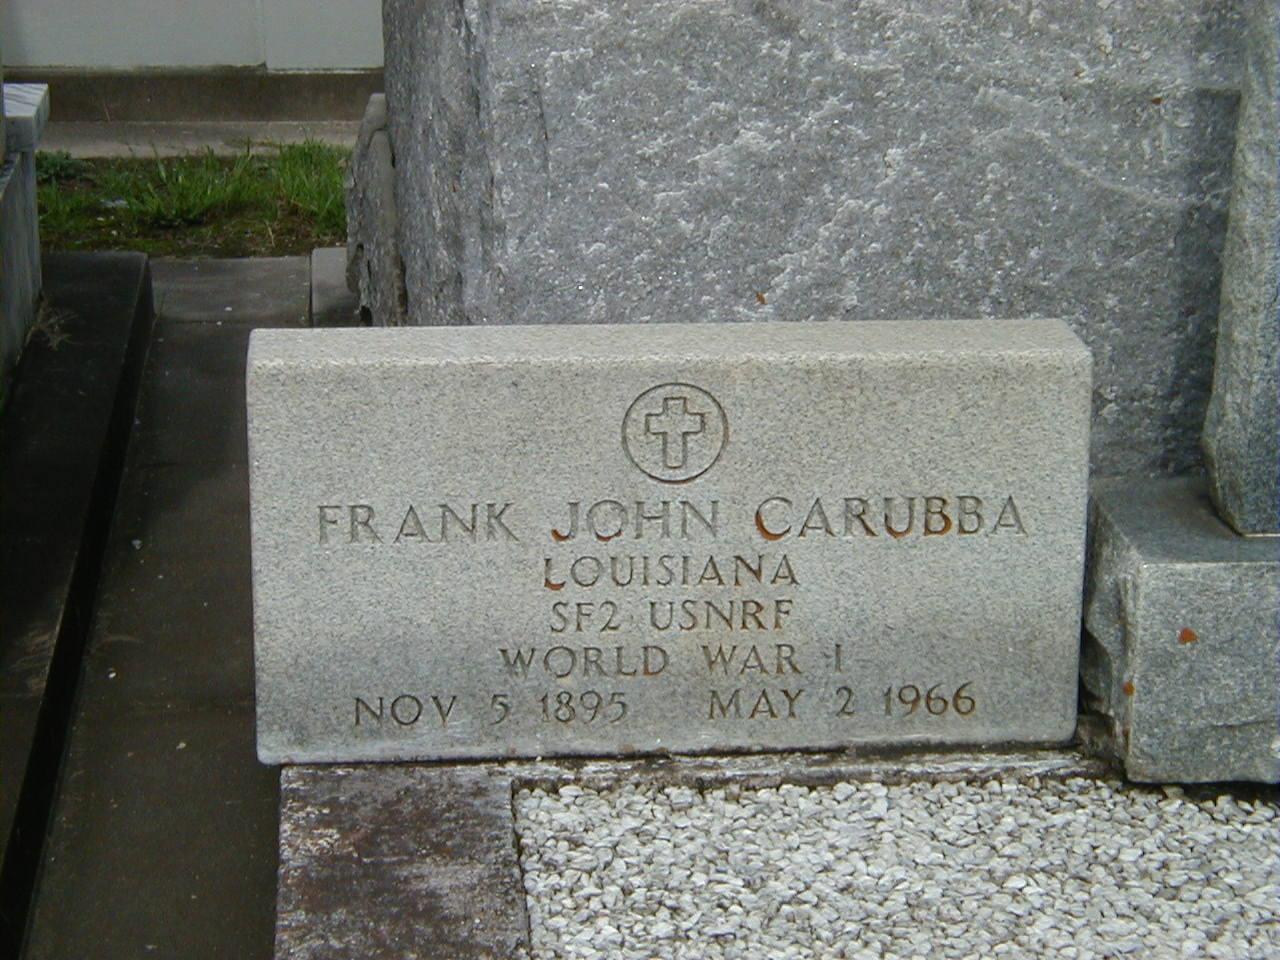 FRANK JOHN CARUBBA
LOUISIANA
SF2 USNRF
WORLD WAR I
NOV 5 1895 MAY 2 1966